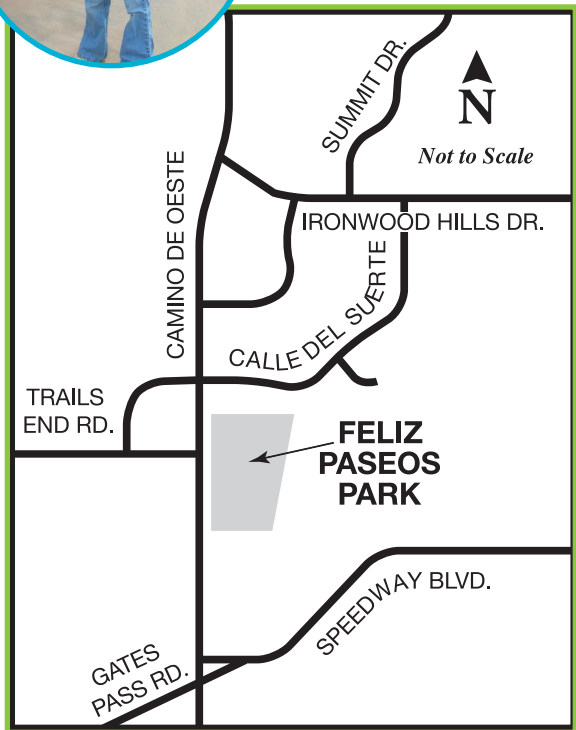 SUMMIT DR.
N
Not to Scale
CAMINO DE OESTE
IRONWOOD HILLS DR.
CALLE DEL SUERTE
TRAILS
END RD.
FELIZ
PASEOS
PARK
SPEEDWAY BLVD.
GATES
PASS RD.